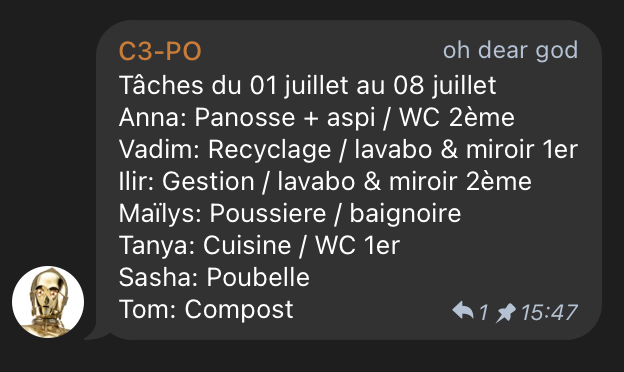 C3-PO oh dear god
Tâches du 01 juillet au 08 juillet
Anna: Panosse + aspi / WC 2ème
Vadim: Recyclage / lavabo & miroir 1er
Ilir: Gestion / lavabo & miroir 2ème
Maïlys: Poussiere / baignoire
Tanya: Cuisine / WC 1er
Sasha: Poubelle
Tom: Compost
1 15:47